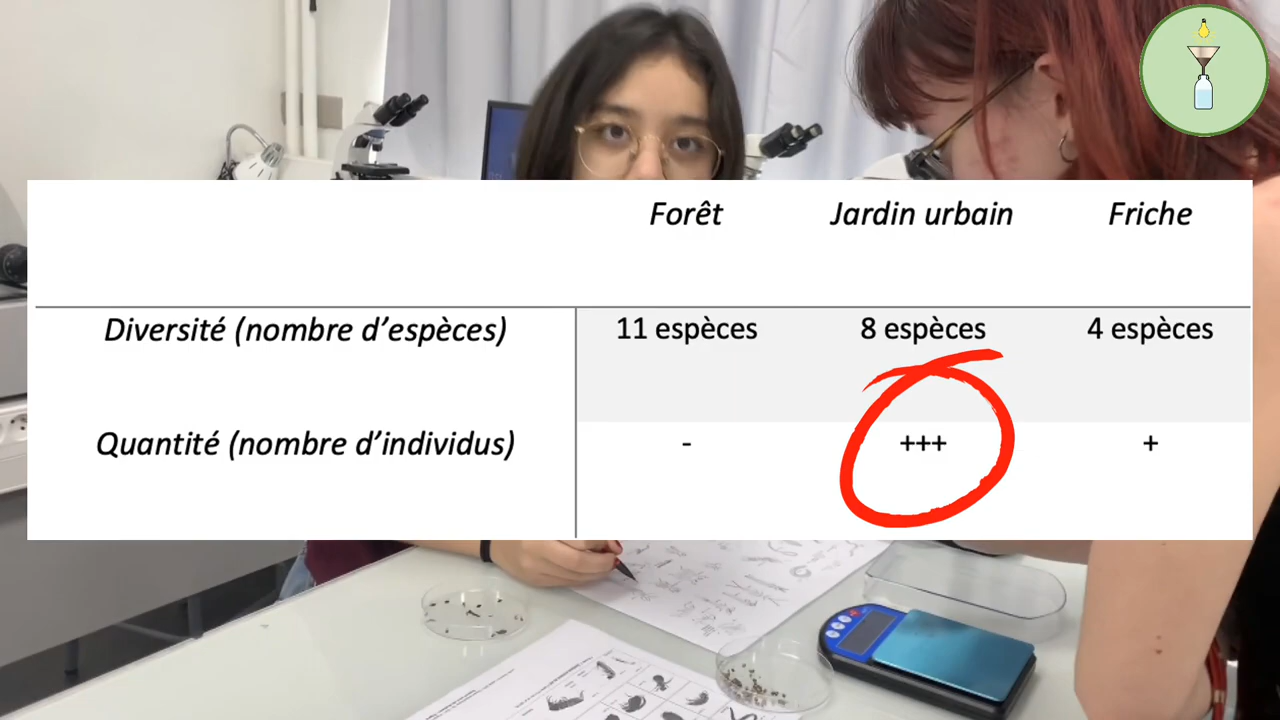 Forêt Jardin urbain Friche
Diversité (nombre d’espèces) 11 espèces 8 espèces 4 espèces
Quantité (nombre d’individus) - +++ +